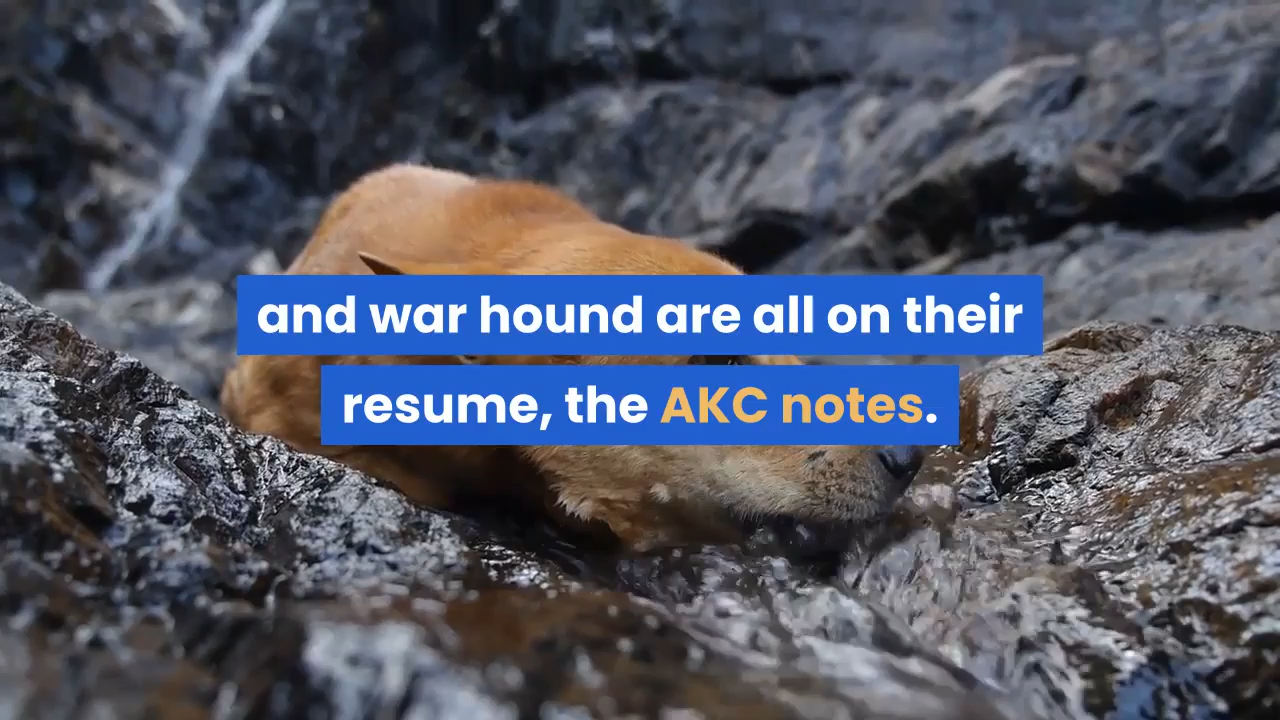 and war hound are all on their
resume, the AKC notes.